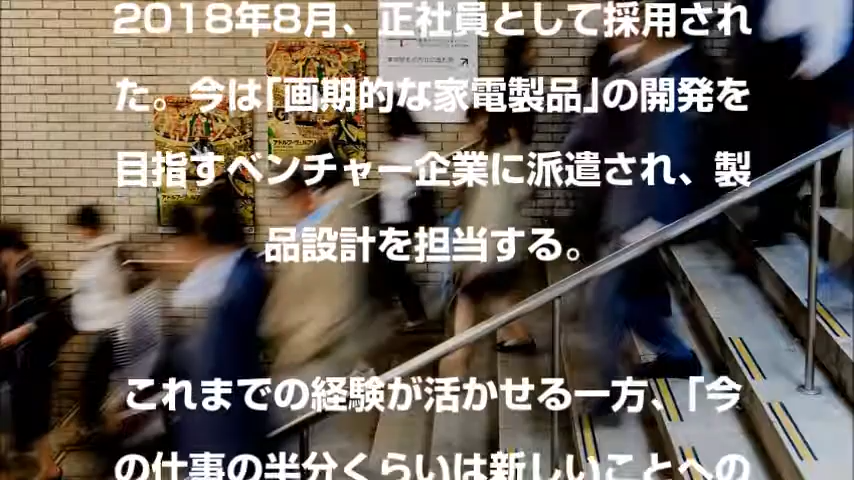 2018年8月、正社員として採用され
た。今は「画期的な家電製品」の開発を
目指すベンチャー企業に派遣され、製
品設計を担当する。
これまでの経験が活かせる一方、「今
の仕事の半分くらいは新しいことへの